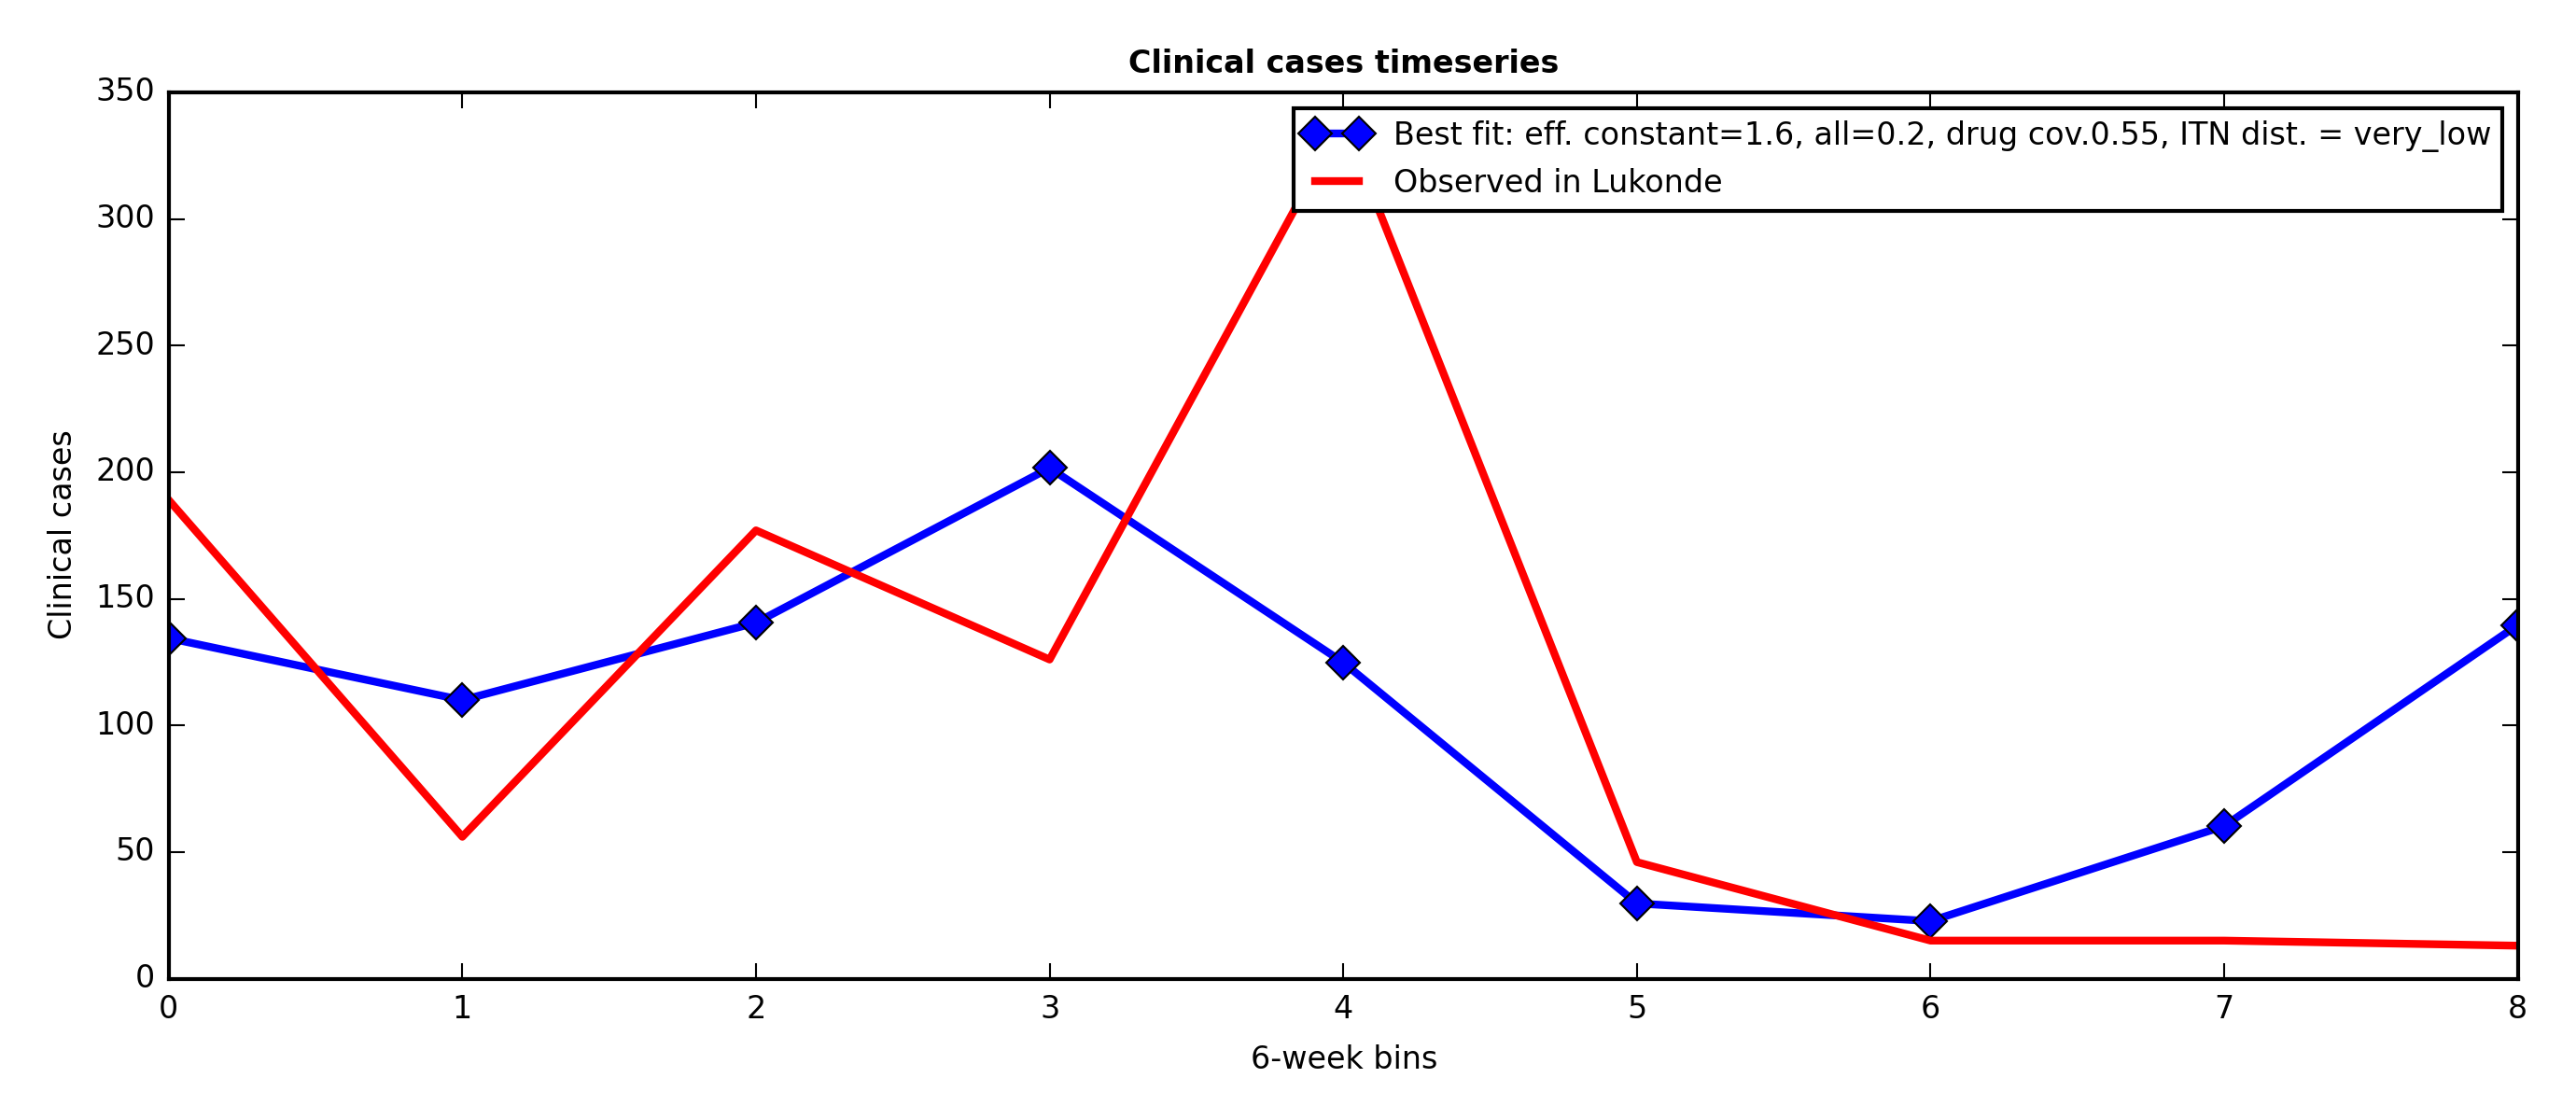 Clinical cases timeseries
350
300
250
200
150
100
50
0
Clinical cases
Best fit: eff. constant=1.6, all=0.2, drug cov.0.55, ITN dist. = very_low
Observed in Lukonde
0 1 2 3 4 5 6 7 8
6-week bins